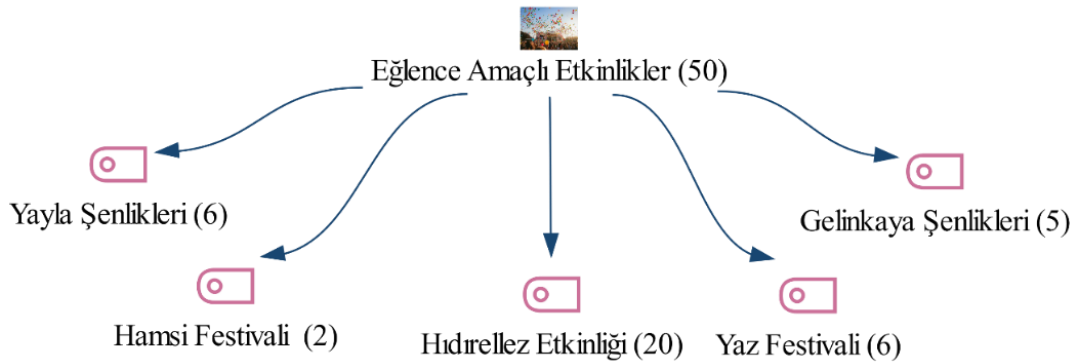 Eğlence Amaçlı Etkinlikler (50)
Yayla Şenlikleri (6)
Gelinkaya Şenlikleri (5)
Hamsi Festivali (2)
Hıdırellez Etkinliği (20)
Yaz Festivali (6)